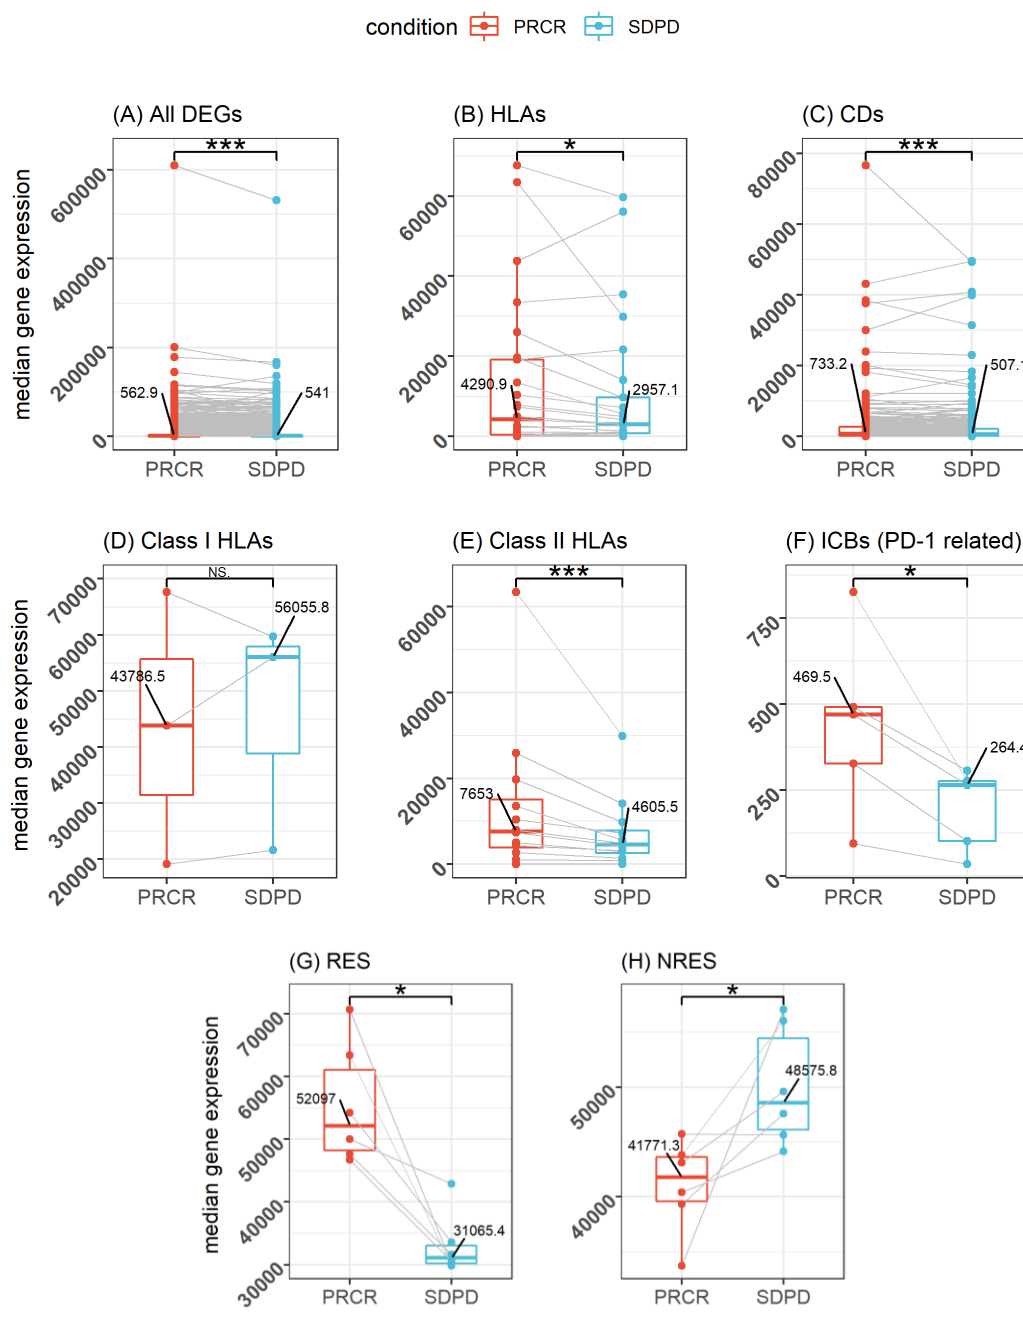 condition PRCR SDPD
(A) All DEGs
(B) HLAs
(C) CDs
median gene expression
600000
400000
200000
0
***
562.9
541
PRCR SDPD
60000
40000
20000
0
*
4290.9
2957.1
PRCR SDPD
80000
60000
40000
20000
0
***
733.2
507.1
PRCR SDPD
(D) Class I HLAs
(E) Class II HLAs
(F) ICBs (PD-1 related)
median gene expression
70000
60000
50000
40000
30000
20000
NS.
43786.5
56055.8
PRCR SDPD
60000
40000
20000
0
***
7653
4605.5
PRCR SDPD
750
500
250
0
*
469.5
264.4
PRCR SDPD
(G) RES
(H) NRES
median gene expression
70000
60000
50000
40000
30000
*
52097
31065.4
PRCR SDPD
50000
40000
*
41771.3
48575.8
PRCR SDPD